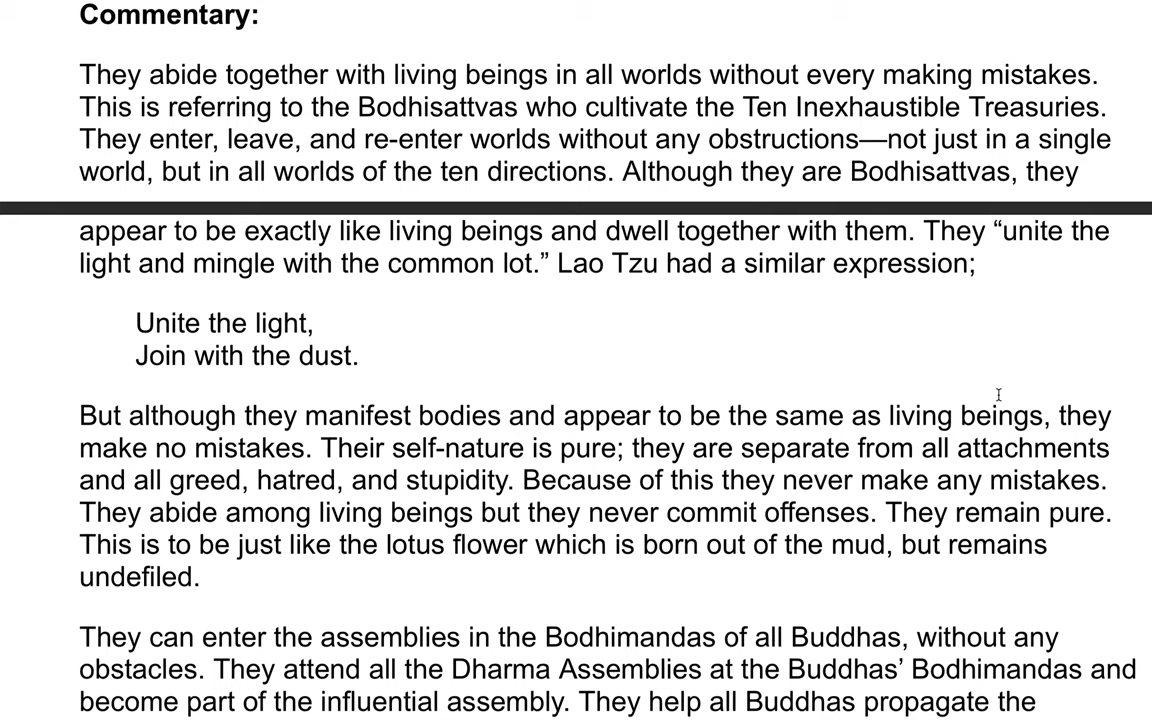 Commentary:
They abide together with living beings in all worlds without every making mistakes.
This is referring to the Bodhisattvas who cultivate the Ten Inexhaustible Treasuries.
They enter, leave, and re-enter worlds without any obstructions—not just in a single
world, but in all worlds of the ten directions. Although they are Bodhisattvas, they
appear to be exactly like living beings and dwell together with them. They “unite the
light and mingle with the common lot.” Lao Tzu had a similar expression;
Unite the light,
Join with the dust.
But although they manifest bodies and appear to be the same as living beings, they
make no mistakes. Their self-nature is pure; they are separate from all attachments
and all greed, hatred, and stupidity. Because of this they never make any mistakes.
They abide among living beings but they never commit offenses. They remain pure.
This is to be just like the lotus flower which is born out of the mud, but remains
undefiled.
They can enter the assemblies in the Bodhimandas of all Buddhas, without any
obstacles. They attend all the Dharma Assemblies at the Buddhas’ Bodhimandas and
become part of the influential assembly. They help all Buddhas propagate the